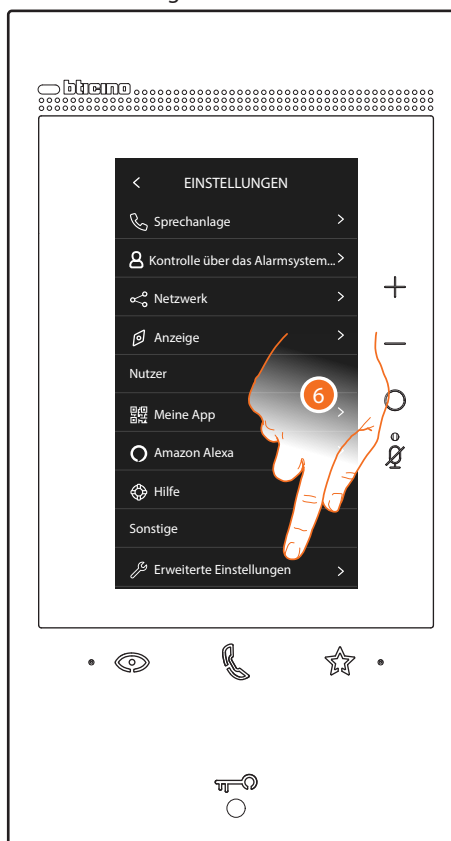 bticino
EINSTELLUNGEN
Sprechanlage
Kontrolle über das Alarmsystem...
Netzwerk
Anzeige
Nutzer
6
Meine App
Amazon Alexa
Hilfe
Sonstige
Erweiterte Einstellungen